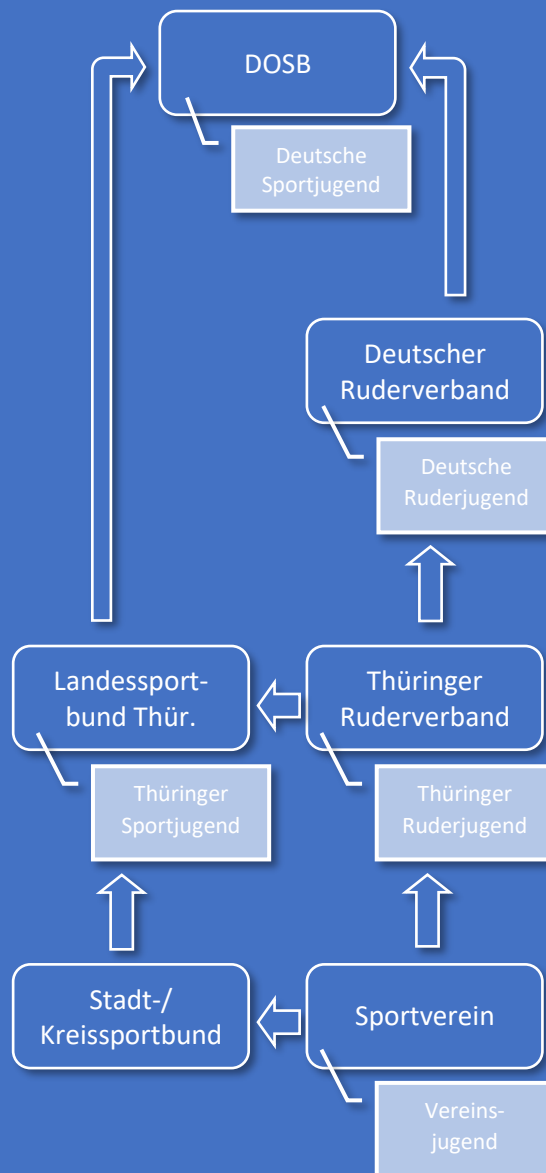 DOSB
Deutsche
Sportjugend
Deutscher
Ruderverband
Deutsche
Ruderjugend
Landessport-
bund Thür.
Thüringer
Ruderverband
Thüringer
Sportjugend
Thüringer
Ruderjugend
Stadt-/
Kreissportbund
Sportverein
Vereins-
jugend